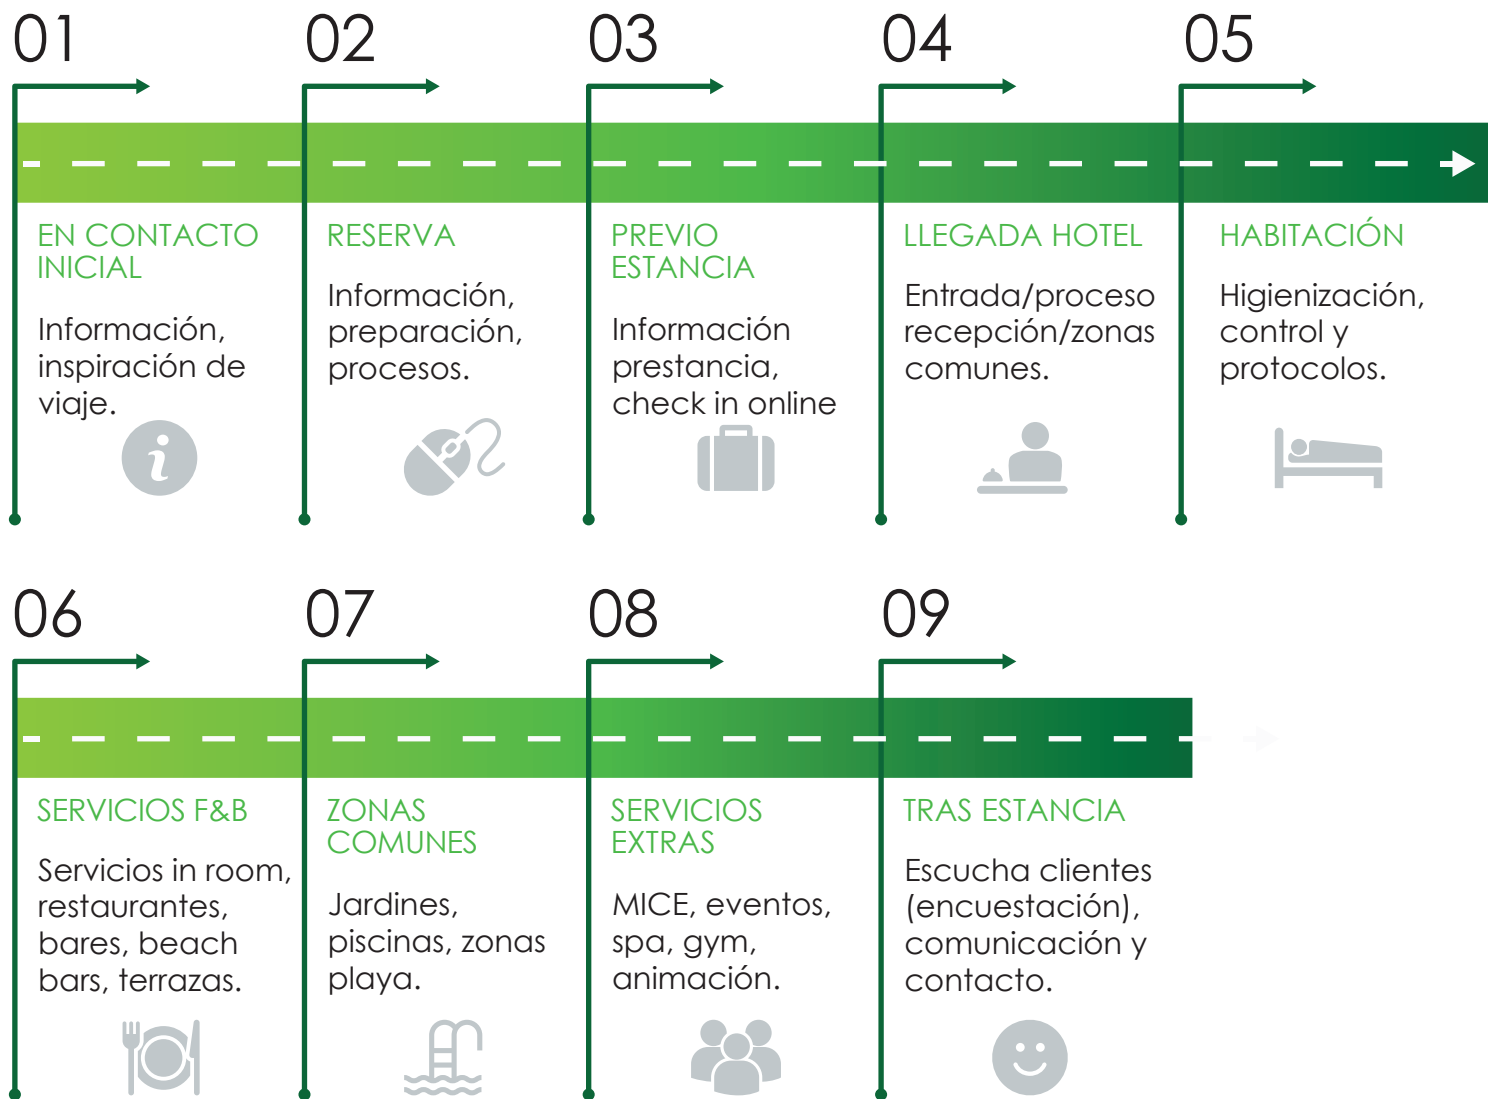 01
EN CONTACTO
INICIAL
Información,
inspiración de
viaje.
02
RESERVA
Información,
preparación,
procesos.
03
PREVIO
ESTANCIA
Información
prestancia,
check in online
04
LLEGADA HOTEL
Entrada/proceso
recepción/zonas
comunes.
05
HABITACIÓN
Higienización,
control y
protocolos.
06
SERVICIOS F&B
Servicios in room,
restaurantes,
bares, beach
bars, terrazas.
07
ZONAS
COMUNES
Jardines,
piscinas, zonas
playa.
08
SERVICIOS
EXTRAS
MICE, eventos,
spa, gym,
animación.
09
TRAS ESTANCIA
Escucha clientes
(encuestación),
comunicación y
contacto.